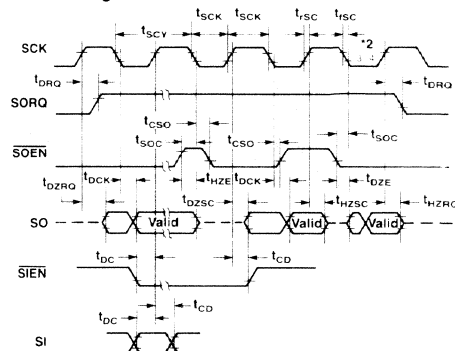 tSCY tSCK tSCK trSC tfSC
SCK *2
tDRQ tDRQ
SORQ
tCSO
tSOC tCSO tSOC
SOEN
tDCK tHZE tDCK tDZE
tDZRQ tDZSC tHZSC tHZRQ
SO Valid Valid Valid
SIEN
tDC tCD
tDC tCD
SI